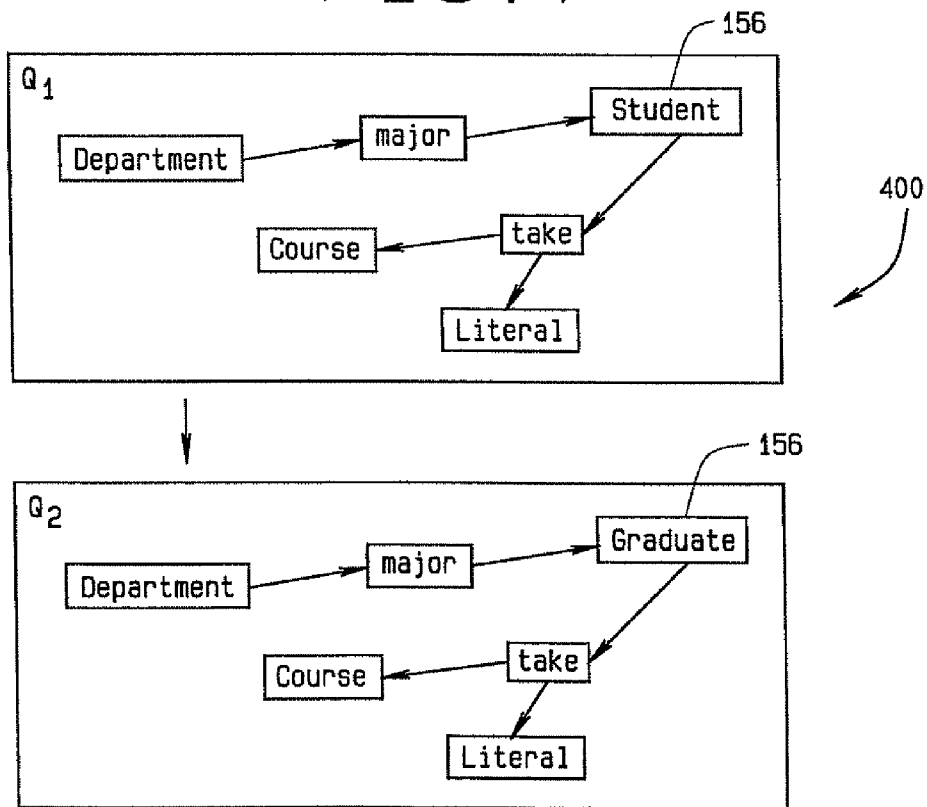 156
Q1
Student
major
Department
400
take
Course
Literal
156
Q2
Graduate
major
Department
take
Course
Literal